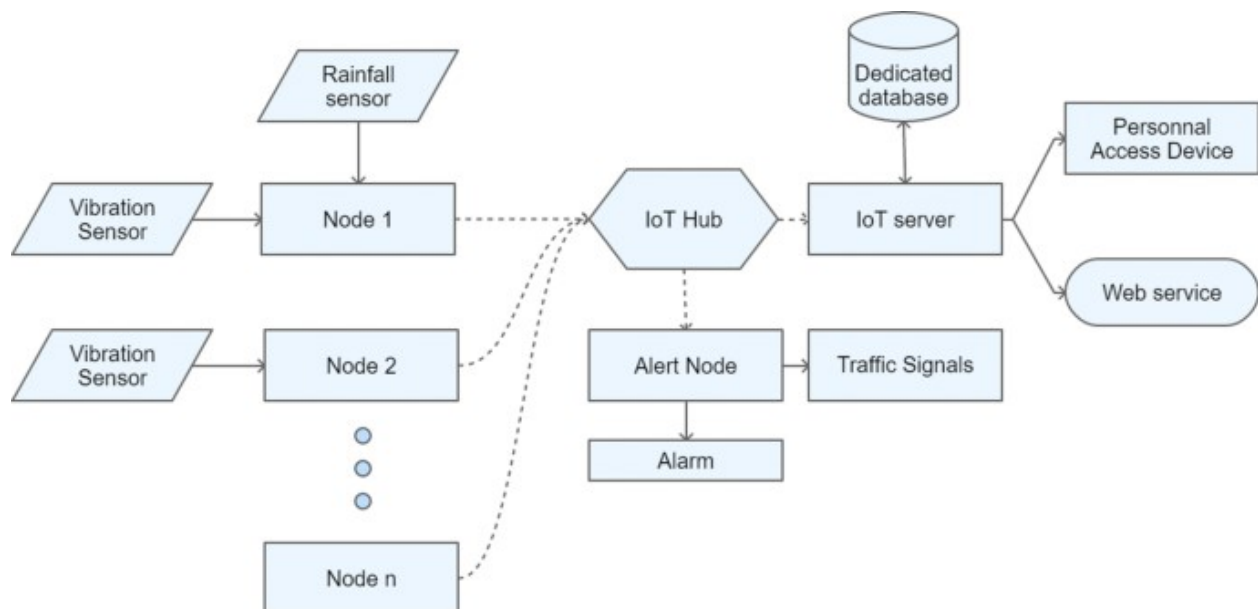 Rainfall
sensor
Dedicated
database
Personnal
Access Device
Vibration
Sensor
Node 1
IoT Hub
IoT server
Web service
Vibration
Sensor
Node 2
Alert Node
Traffic Signals
Alarm
Node n